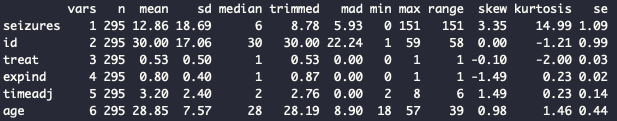 vars n mean sd median trimmed mad min max range skew kurtosis se
seizures 1 295 12.86 18.69 6 8.78 5.93 0 151 151 3.35 14.99 1.09
id 2 295 30.00 17.06 30 30.00 22.24 1 59 58 0.00 -1.21 0.99
treat 3 295 0.53 0.50 1 0.53 0.00 0 1 1 -0.10 -2.00 0.03
expind 4 295 0.80 0.40 1 0.87 0.00 0 1 1 -1.49 0.23 0.02
timeadj 5 295 3.20 2.40 2 2.76 0.00 2 8 6 1.49 0.23 0.14
age 6 295 28.85 7.57 28 28.19 8.90 18 57 39 0.98 1.46 0.44